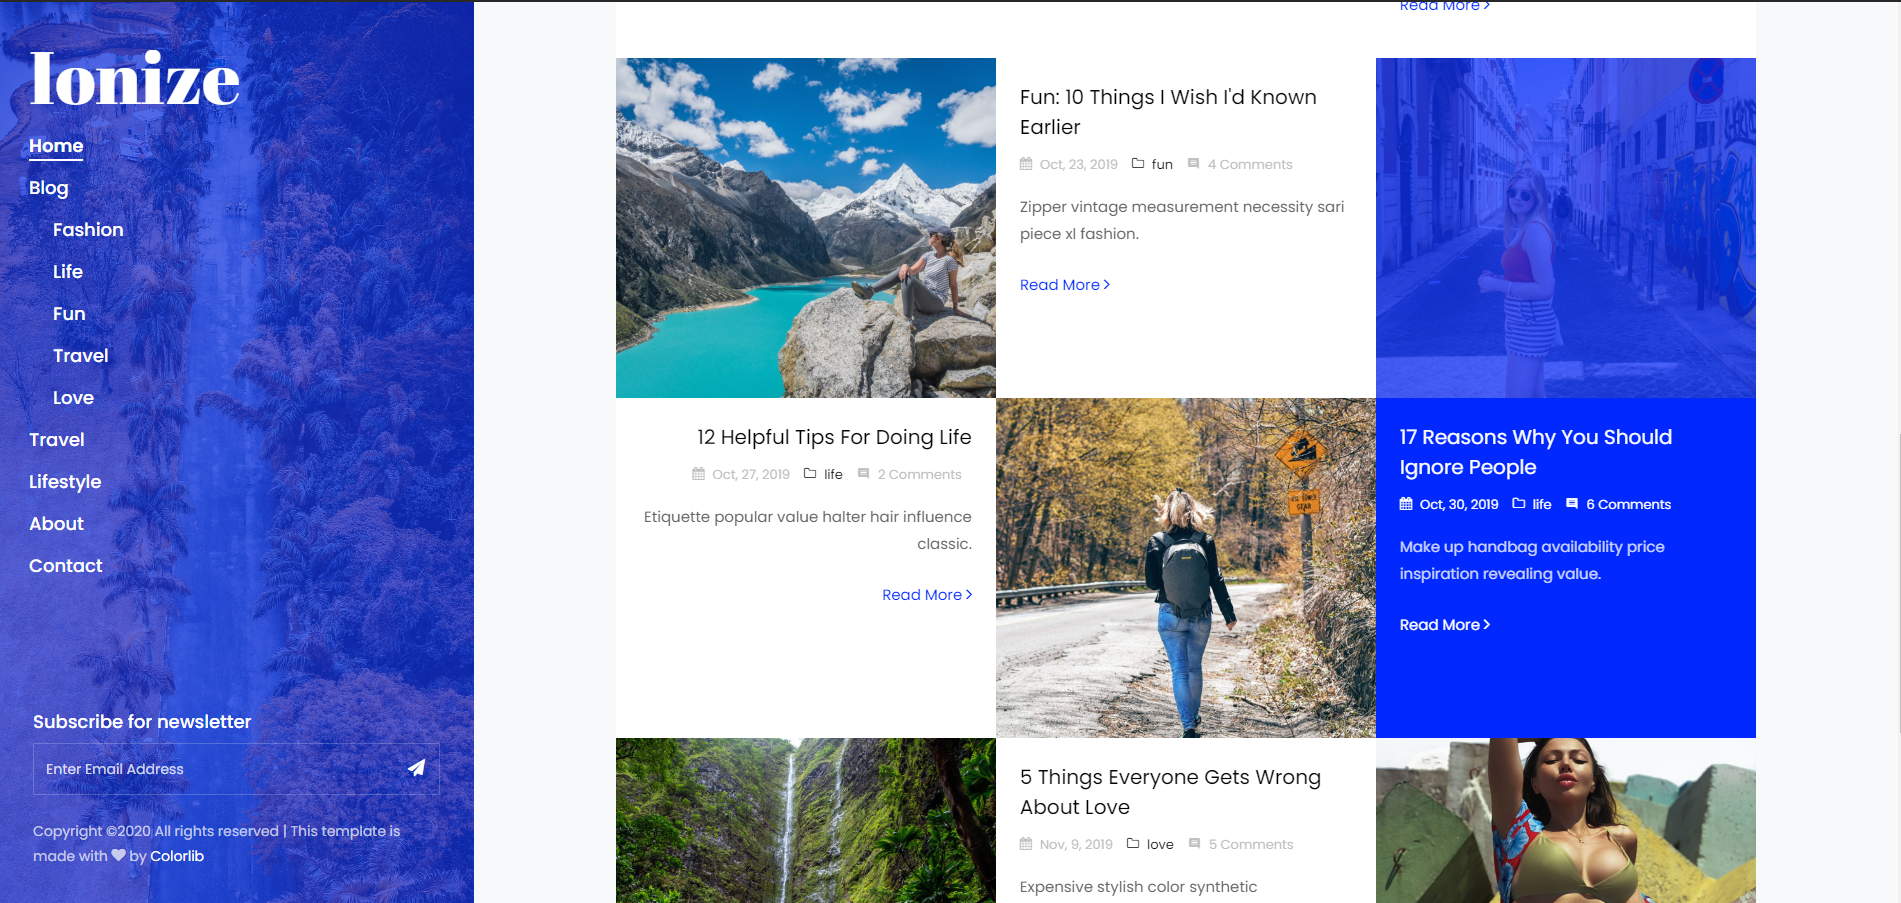 Ionize
Home
Blog
Fashion
Life
Fun
Travel
Love
Travel
Lifestyle
About
Contact
Subscribe for newsletter
Enter Email Address
Copyright ©2020 All rights reserved | This template is
made with ♥ by Colorlib
Read More >
Fun: 10 Things I Wish I'd Known
Earlier
Oct, 23, 2019 fun 4 Comments
Zipper vintage measurement necessity sari
piece xl fashion.
Read More >
12 Helpful Tips For Doing Life
Oct, 27, 2019 life 2 Comments
Etiquette popular value halter hair influence
classic.
Read More >
USE LOWER
GEAR
17 Reasons Why You Should
Ignore People
Oct, 30, 2019 life 6 Comments
Make up handbag availability price
inspiration revealing value.
Read More >
5 Things Everyone Gets Wrong
About Love
Nov, 9, 2019 love 5 Comments
Expensive stylish color synthetic